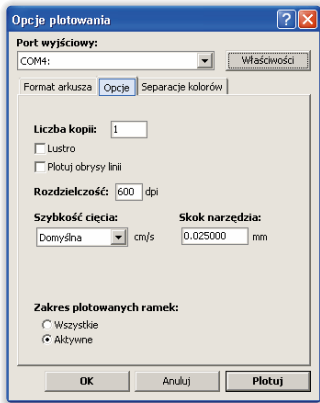 Opcje plotowania
Port wyjściowy:
COM4:
Właściwości
Format arkusza Opcje Separacje kolorów
Liczba kopii: 1
Lustro
Plotuj obrysy linii
Rozdzielczość: 600 dpi
Szybkość cięcia: Skok narzędzia:
Domyślna cm/s 0.025000 mm
Zakres plotowanych ramek:
Wszystkie
Aktywne
OK Anuluj Plotuj